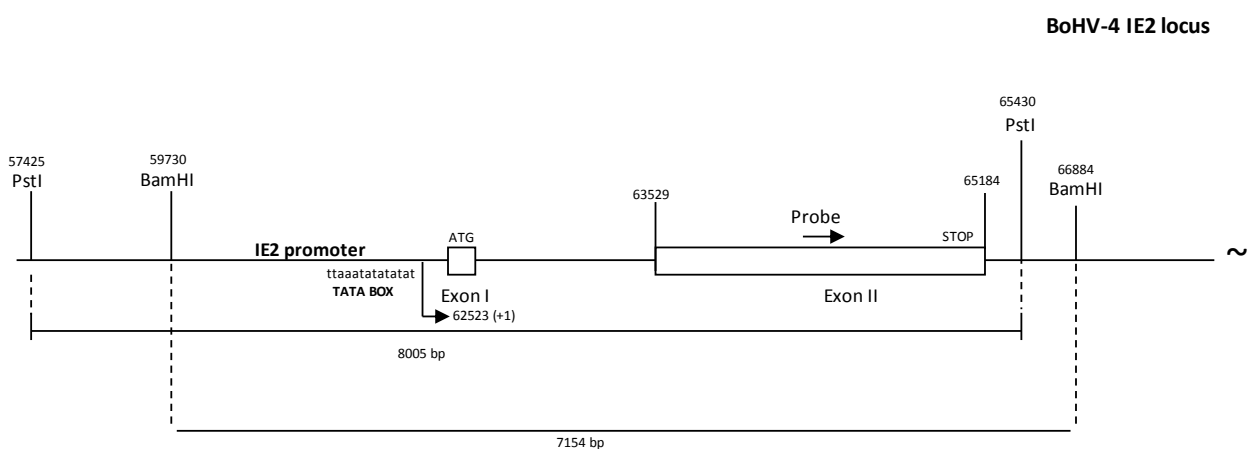 BoHV-4 IE2 locus
65430
PstI
57425
PstI
59730
BamHI
66884
BamHI
65184
63529
Probe
ATG
STOP
IE2 promoter
ttaaatatatatat
TATA BOX
Exon I
Exon II
62523 (+1)
8005 bp
7154 bp
~